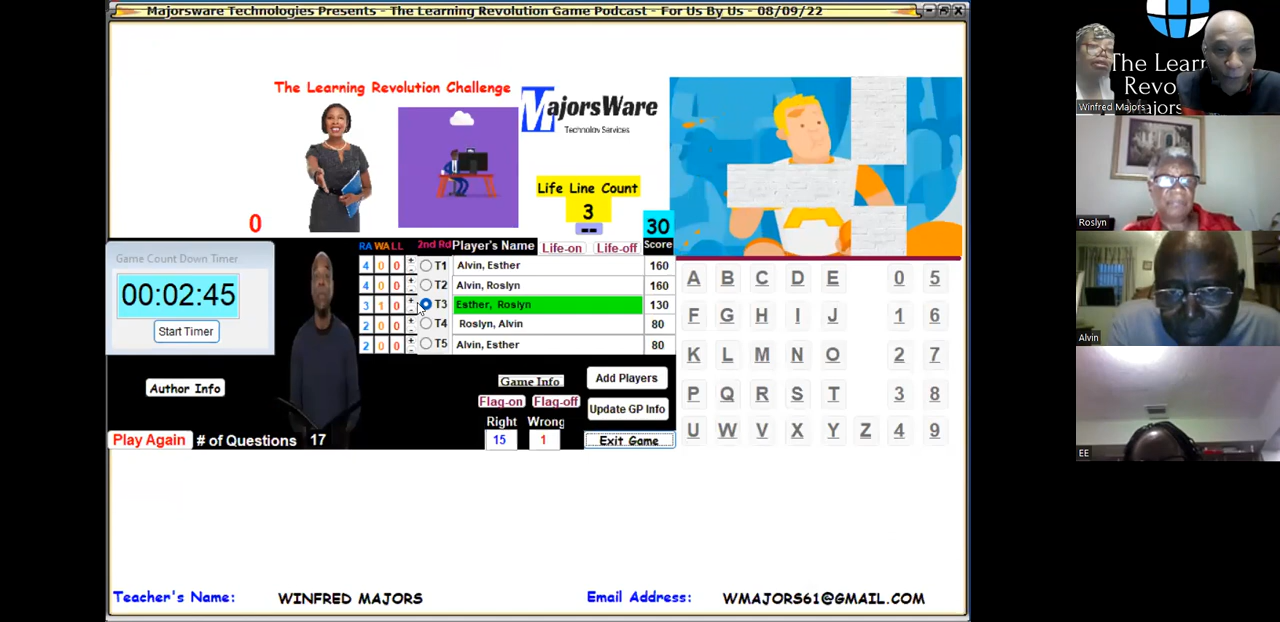 Majorsware Technologies Presents - The Learning Revolution Game Podcast - For Us By Us - 08/09/22
The Learning Revolution Challenge
MajorsWare
Technology Services
Life Line Count
3
--
0
30
RA WA LL 2nd Rd Player's Name Life-on Life-off Score
4 0 0 + - T1 Alvin, Esther 160
4 0 0 + - T2 Alvin, Roslyn 160
3 1 0 + - T3 Esther, Roslyn 130
2 0 0 + - T4 Roslyn, Alvin 80
2 0 0 + - T5 Alvin, Esther 80
Game Count Down Timer
00:02:45
Start Timer
Author Info
Game Info
Add Players
Flag-on Flag-off
Update GP Info
Right Wrong
15 1
Exit Game
Play Again # of Questions 17
A B C D E 0 5
F G H I J 1 6
K L M N O 2 7
P Q R S T 3 8
U W V X Y Z 4 9
Teacher's Name: WINFRED MAJORS Email Address: WMAJORS61@GMAIL.COM
The Lear
Revo
Majors
Winfred Majors
Roslyn
Alvin
EE